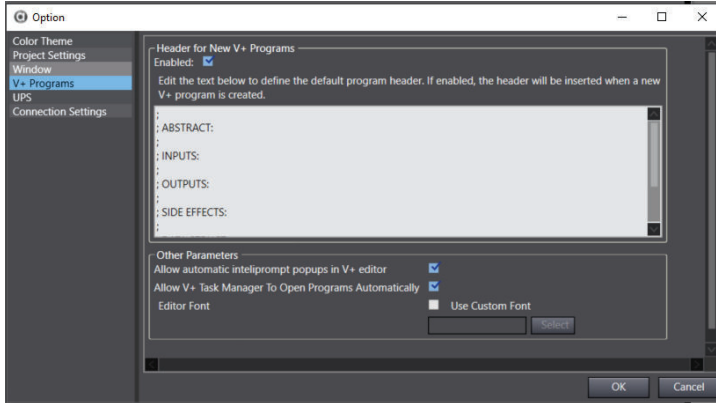 Option
Color Theme
Project Settings
Window
V+ Programs
UPS
Connection Settings
Header for New V+ Programs
Enabled:
Edit the text below to define the default program header. If enabled, the header will be inserted when a new
V+ program is created.
;
; ABSTRACT:
;
; INPUTS:
;
; OUTPUTS:
;
; SIDE EFFECTS:
;
Other Parameters
Allow automatic inteliprompt popups in V+ editor
Allow V+ Task Manager To Open Programs Automatically
Editor Font
Use Custom Font
Select
OK
Cancel